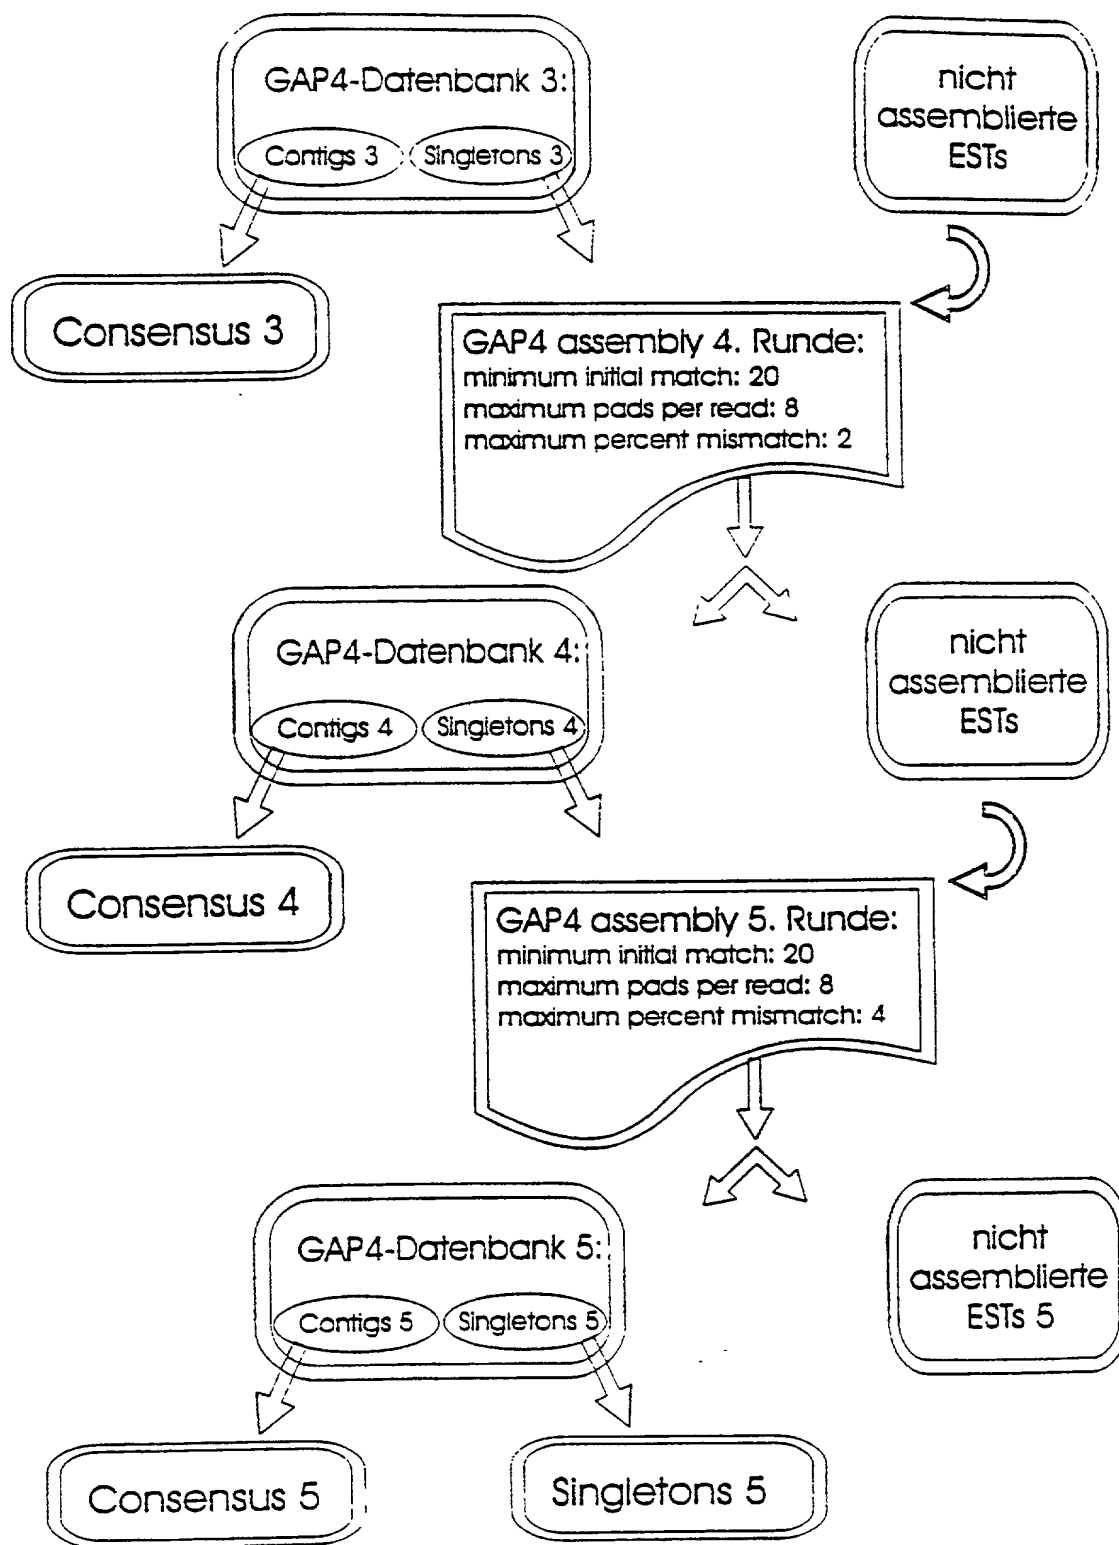 GAP4-Datenbank 3:
Contigs 3
Singletons 3
nicht
assemblierte
ESTs
Consensus 3
GAP4 assembly 4. Runde:
minimum initial match: 20
maximum pads per read: 8
maximum percent mismatch: 2
GAP4-Datenbank 4:
Contigs 4
Singletons 4
nicht
assemblierte
ESTs
Consensus 4
GAP4 assembly 5. Runde:
minimum initial match: 20
maximum pads per read: 8
maximum percent mismatch: 4
GAP4-Datenbank 5:
Contigs 5
Singletons 5
nicht
assemblierte
ESTs 5
Consensus 5
Singletons 5